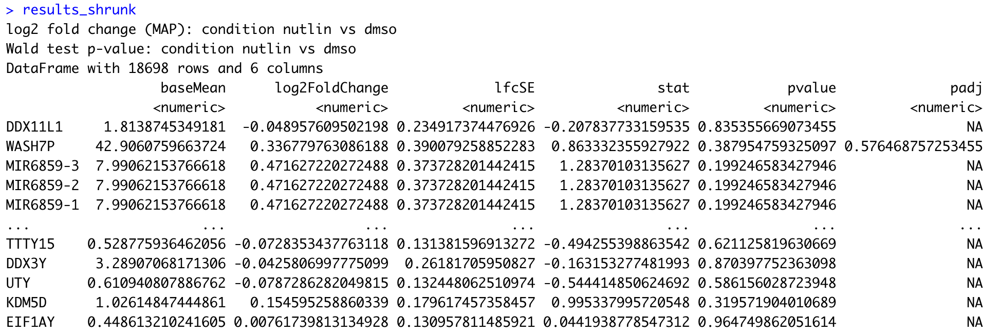 > results_shrunk
log2 fold change (MAP): condition nutlin vs dmso
Wald test p-value: condition nutlin vs dmso
DataFrame with 18698 rows and 6 columns
baseMean log2FoldChange lfcSE stat pvalue padj
<numeric> <numeric> <numeric> <numeric> <numeric> <numeric>
DDX11L1 1.8138745349181 -0.048957609502198 0.234917374476926 -0.207837733159535 0.835355669073455 NA
WASH7P 42.9060759663724 0.336779763086188 0.390079258852283 0.863332355927922 0.387954759325097 0.576468757253455
MIR6859-3 7.99062153766618 0.471627220272488 0.373728201442415 1.28370103135627 0.199246583427946 NA
MIR6859-2 7.99062153766618 0.471627220272488 0.373728201442415 1.28370103135627 0.199246583427946 NA
MIR6859-1 7.99062153766618 0.471627220272488 0.373728201442415 1.28370103135627 0.199246583427946 NA
... ... ... ... ... ... ...
TTTY15 0.528775936462056 -0.0728353437763118 0.131381596913272 -0.494255398863542 0.621125819630669 NA
DDX3Y 3.28907068171306 -0.0425806997775099 0.26181705950827 -0.163153277481993 0.870397752363098 NA
UTY 0.610940807886762 -0.0787286282049815 0.132448062510974 -0.544414850624692 0.586156028723948 NA
KDM5D 1.02614847444861 0.154595258860339 0.179617457358457 0.995337995720548 0.319571904010689 NA
EIF1AY 0.448613210241605 0.00761739813134928 0.130957811485921 0.0441938778547312 0.964749862051614 NA